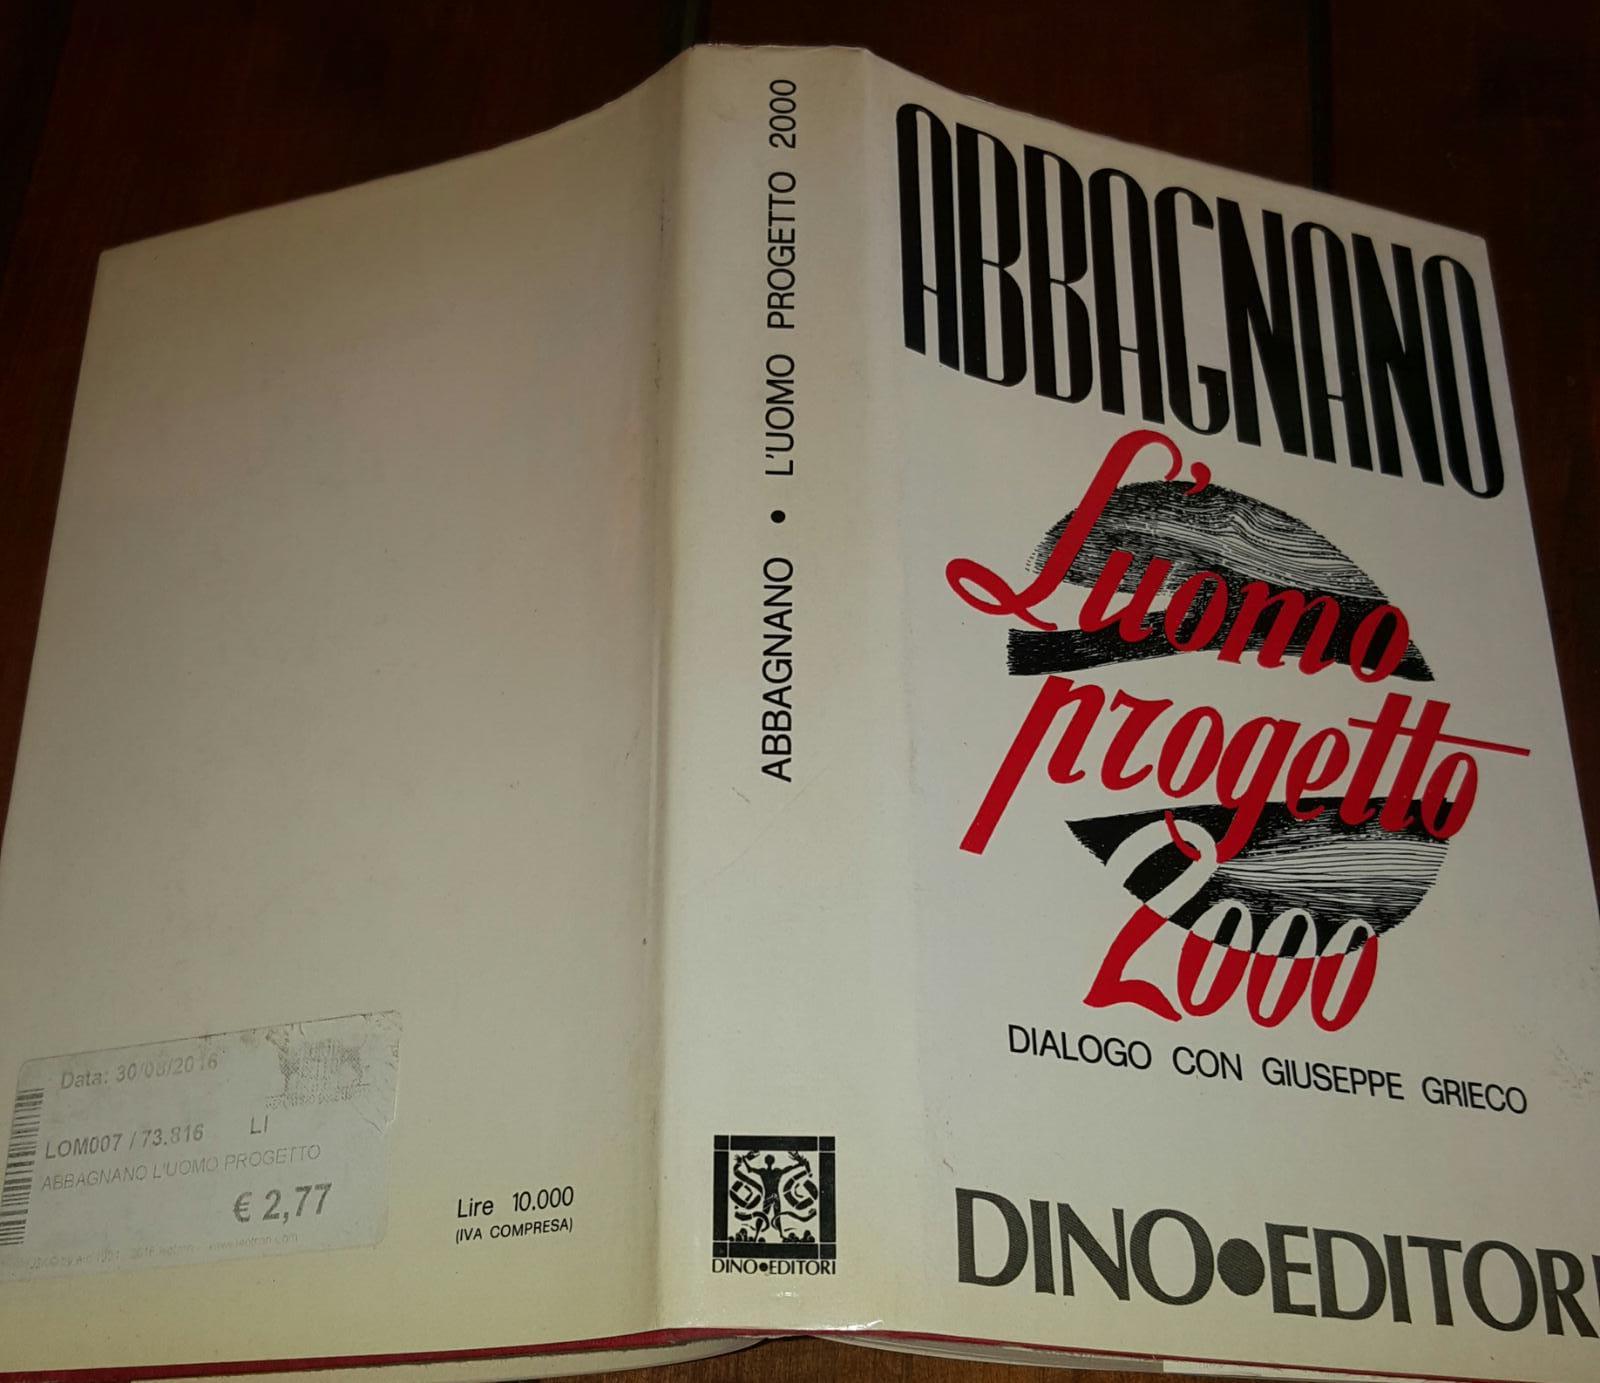 ABBAGNANO
L'uomo
progetto
2000
DIALOGO CON GIUSEPPE GRIECO
DINO•EDITORI
ABBAGNANO • L'UOMO PROGETTO 2000
DINO•EDITORI
Data: 30/08/2016
LOM007 / 73.816 LI
ABBAGNANO L'UOMO PROGETTO
€ 2,77
Lire 10.000
(IVA COMPRESA)